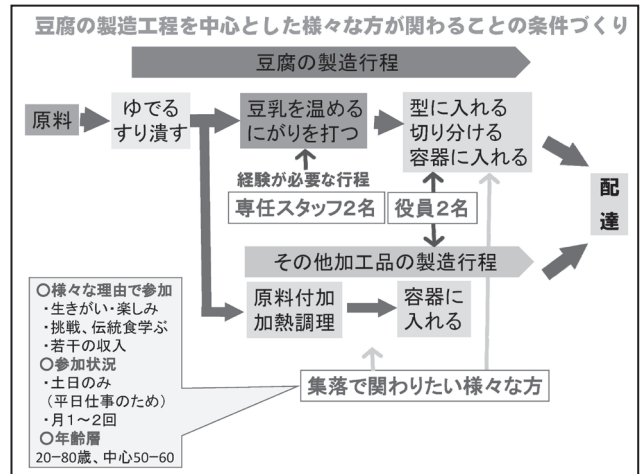 豆腐の製造工程を中心とした様々な方が関わることの条件づくり
豆腐の製造行程
原料
ゆでる
すり潰す
豆乳を温める
にがりを打つ
型に入れる
切り分ける
容器に入れる
経験が必要な行程
専任スタッフ2名
役員2名
配
達
その他加工品の製造行程
原料付加
加熱調理
容器に
入れる
〇様々な理由で参加
・生きがい・楽しみ
・挑戦、伝統食学ぶ
・若干の収入
〇参加状況
・土日のみ
(平日仕事のため)
・月1～2回
〇年齢層
20-80歳、中心50-60
集落で関わりたい様々な方